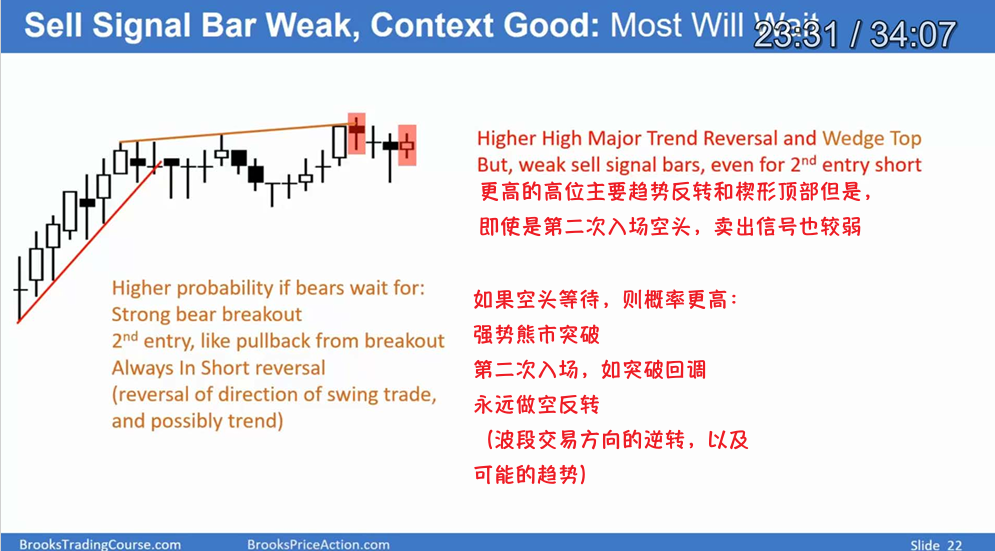 Sell Signal Bar Weak, Context Good: Most Will
23:31 / 34:07
Higher High Major Trend Reversal and Wedge Top
But, weak sell signal bars, even for 2nd entry short
更高的高位主要趋势反转和楔形顶部但是，
即使是第二次入场空头，卖出信号也较弱
Higher probability if bears wait for:
Strong bear breakout
2nd entry, like pullback from breakout
Always In Short reversal
(reversal of direction of swing trade,
and possibly trend)
如果空头等待，则概率更高：
强势熊市突破
第二次入场，如突破回调
永远做空反转
（波段交易方向的逆转，以及
可能的趋势）
BrooksTradingCourse.com
BrooksPriceAction.com
Slide 22